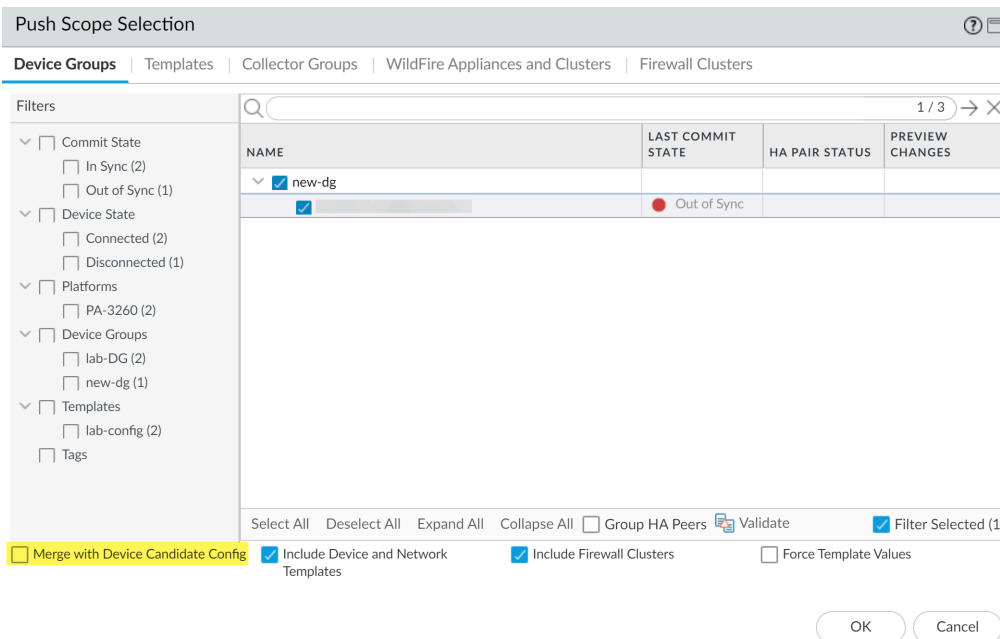 Push Scope Selection
Device Groups Templates Collector Groups WildFire Appliances and Clusters Firewall Clusters
Filters
1 / 3
Commit State
In Sync (2)
Out of Sync (1)
Device State
Connected (2)
Disconnected (1)
Platforms
PA-3260 (2)
Device Groups
lab-DG (2)
new-dg (1)
Templates
lab-config (2)
Tags
NAME
LAST COMMIT
STATE
HA PAIR STATUS
PREVIEW
CHANGES
new-dg
Out of Sync
Select All Deselect All Expand All Collapse All Group HA Peers Validate Filter Selected (1
Merge with Device Candidate Config
Include Device and Network
Templates
Include Firewall Clusters
Force Template Values
OK Cancel